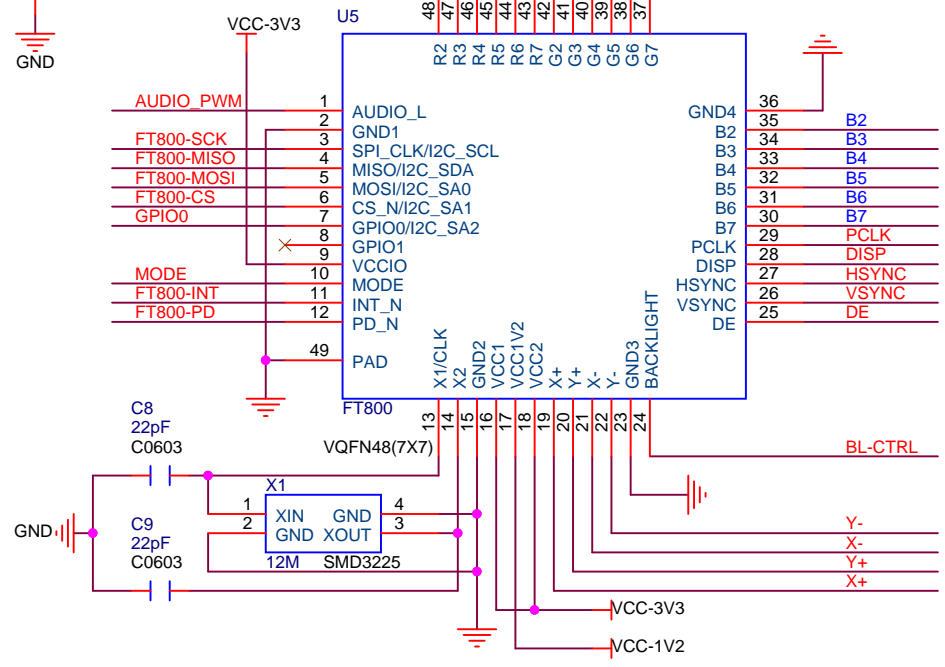 48 47 46 45 44 43 42 41 40 39 38 37
VCC-3V3
U5
GND
R2 R3 R4 R5 R6 R7 G2 G3 G4 G5 G6 G7
AUDIO_PWM 1 AUDIO_L
GND4 36
2 GND1
B2 35 B2
FT800-SCK 3 SPI_CLK/I2C_SCL
B3 34 B3
FT800-MISO 4 MISO/I2C_SDA
B4 33 B4
FT800-MOSI 5 MOSI/I2C_SA0
B5 32 B5
FT800-CS 6 CS_N/I2C_SA1
B6 31 B6
GPIO0 7 GPIO0/I2C_SA2
B7 30 B7
8 GPIO1
PCLK 29 PCLK
9 VCCIO
DISP 28 DISP
MODE 10 MODE
HSYNC 27 HSYNC
FT800-INT 11 INT_N
VSYNC 26 VSYNC
FT800-PD 12 PD_N
DE 25 DE
49 PAD
X1/CLK X2 GND2 VCC1 VCC1V2 VCC2 X+ Y+ X- Y- GND3 BACKLIGHT
FT800
13 14 15 16 17 18 19 20 21 22 23 24
VQFN48(7X7)
BL-CTRL
C8
22pF
C0603
X1
1 XIN GND 4
2 GND XOUT 3
12M SMD3225
GND
C9
22pF
C0603
Y-
X-
Y+
X+
VCC-3V3
VCC-1V2